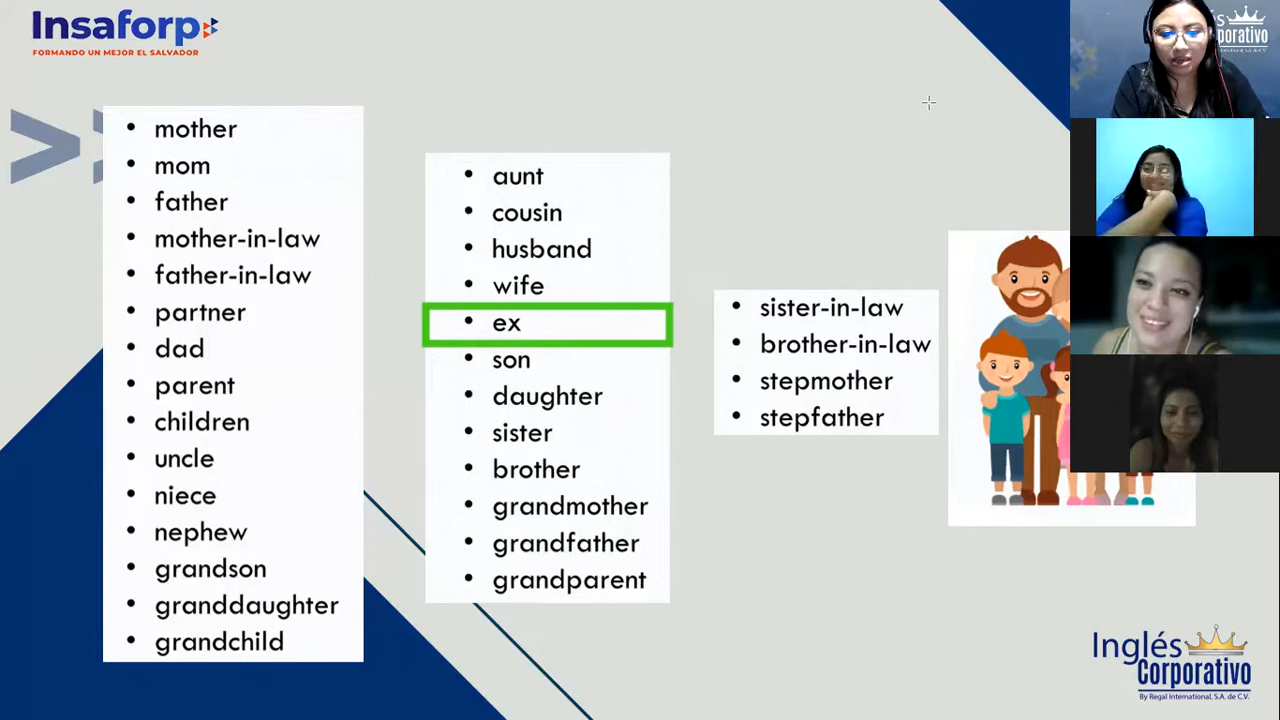 Insaforp
FORMANDO UN MEJOR EL SALVADOR
• mother
• mom
• father
• mother-in-law
• father-in-law
• partner
• dad
• parent
• children
• uncle
• niece
• nephew
• grandson
• granddaughter
• grandchild
• aunt
• cousin
• husband
• wife
• ex
• son
• daughter
• sister
• brother
• grandmother
• grandfather
• grandparent
• sister-in-law
• brother-in-law
• stepmother
• stepfather
Inglés
Corporativo
By Regal International, S.A. de C.V.